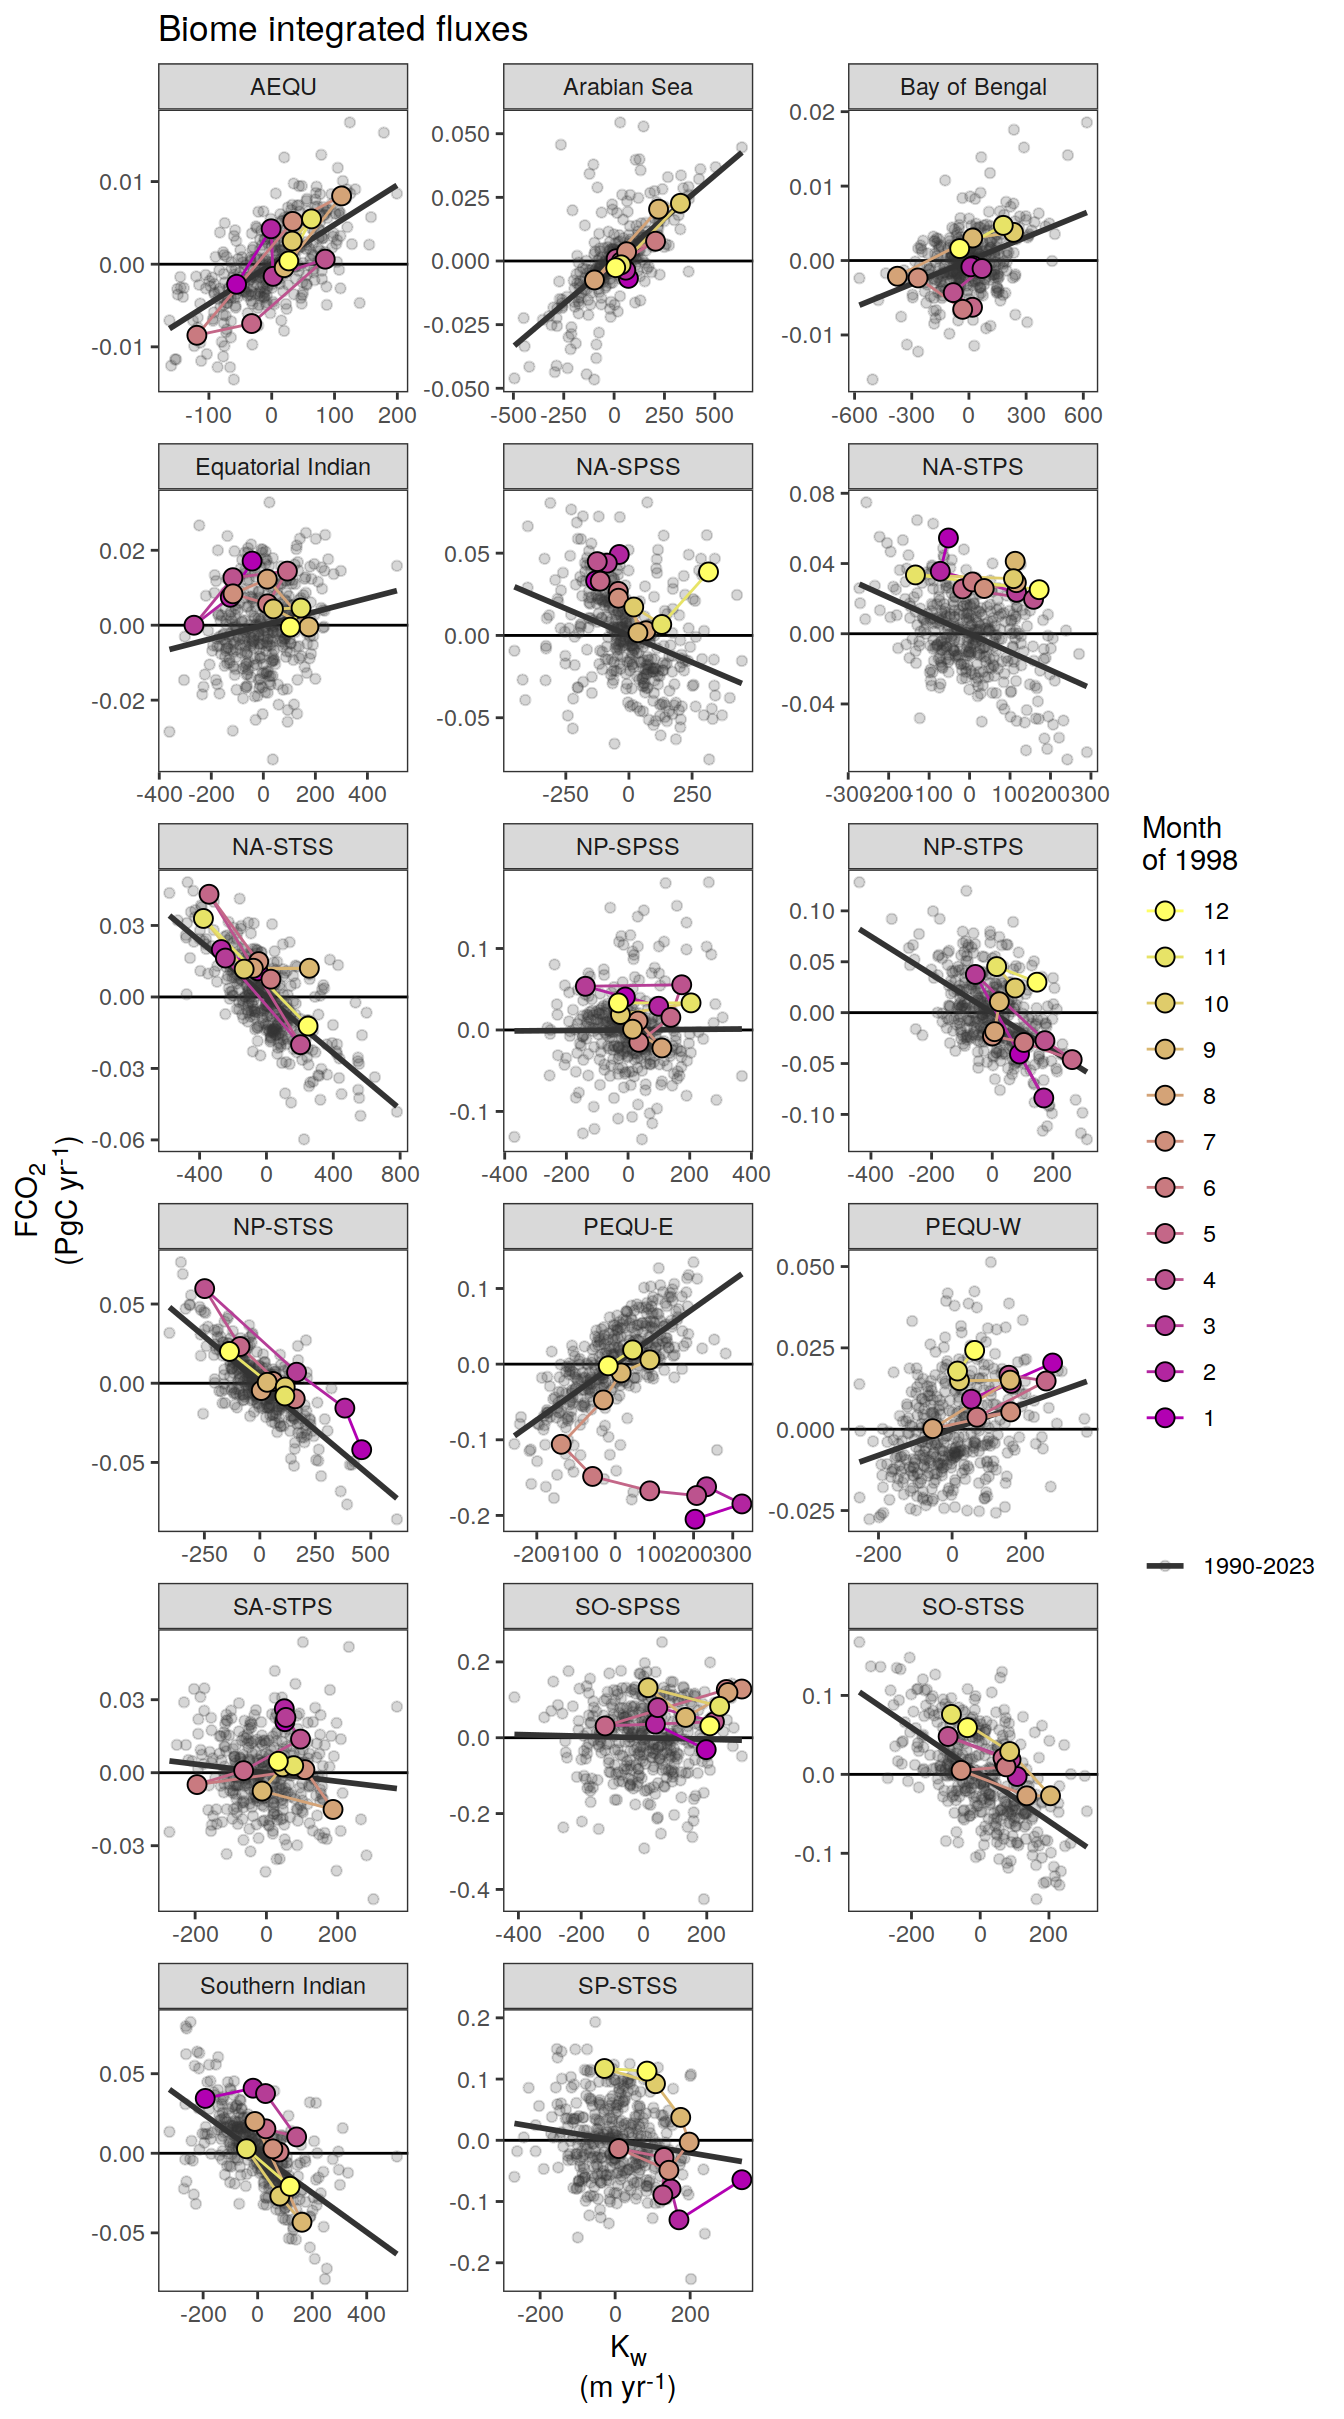 Biome integrated fluxes
AEQU Arabian Sea Bay of Bengal
0.01 0.00 -0.01
-100 0 100 200
0.050 0.025 0.000 -0.025 -0.050
-500 -250 0 250 500
0.02 0.01 0.00 -0.01
-600 -300 0 300 600
Equatorial Indian NA-SPSS NA-STPS
0.02 0.00 -0.02
-400 -200 0 200 400
0.05 0.00 -0.05
-250 0 250
0.08 0.04 0.00 -0.04
-300 -200 -100 0 100 200 300
NA-STSS NP-SPSS NP-STPS
0.03 0.00 -0.03 -0.06
-400 0 400 800
0.1 0.0 -0.1
-400 -200 0 200 400
0.10 0.05 0.00 -0.05 -0.10
-400 -200 0 200
NP-STSS PEQU-E PEQU-W
0.05 0.00 -0.05
-250 0 250 500
0.1 0.0 -0.1 -0.2
-200 -100 0 100 200 300
0.050 0.025 0.000 -0.025
-200 0 200
SA-STPS SO-SPSS SO-STSS
0.03 0.00 -0.03
-200 0 200
0.2 0.0 -0.2 -0.4
-400 -200 0 200
0.1 0.0 -0.1
-200 0 200
Southern Indian SP-STSS
0.05 0.00 -0.05
-200 0 200 400
0.2 0.1 0.0 -0.1 -0.2
-200 0 200
FCO2
(PgC yr-1)
Kw
(m yr-1)
Month
of 1998
12
11
10
9
8
7
6
5
4
3
2
1
1990-2023